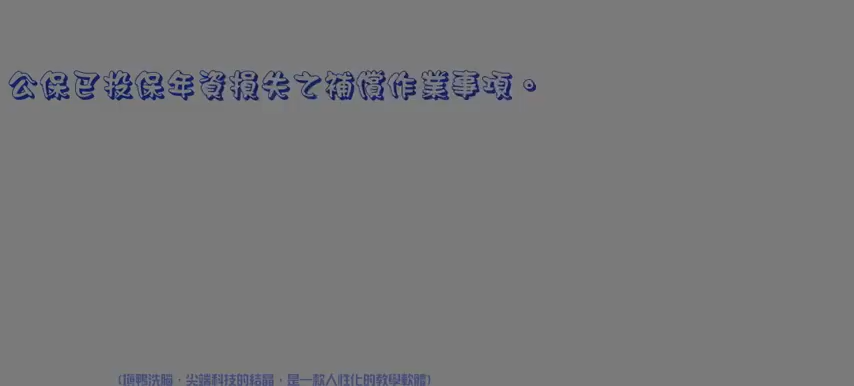 公保已投保年資損失之補償作業事項。
(擁鴨洗腦，尖端科技的結晶，是一款人性化的教學軟體)